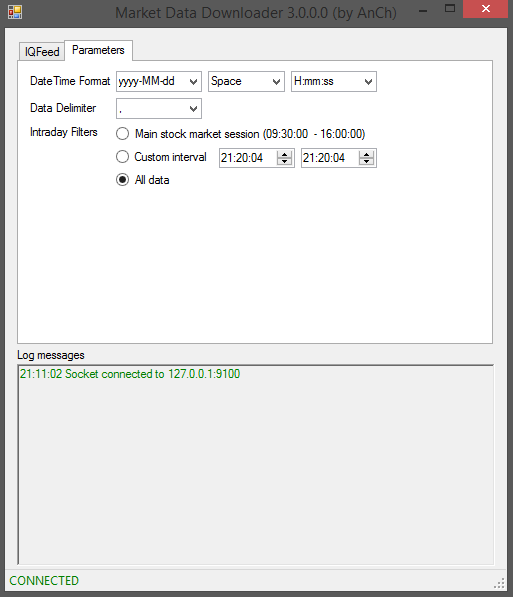 Market Data Downloader 3.0.0.0 (by AnCh)
IQFeed Parameters
DateTime Format yyyy-MM-dd Space H:mm:ss
Data Delimiter ,
Intraday Filters Main stock market session (09:30:00 - 16:00:00)
Custom interval 21:20:04 21:20:04
All data
Log messages
21:11:02 Socket connected to 127.0.0.1:9100
CONNECTED